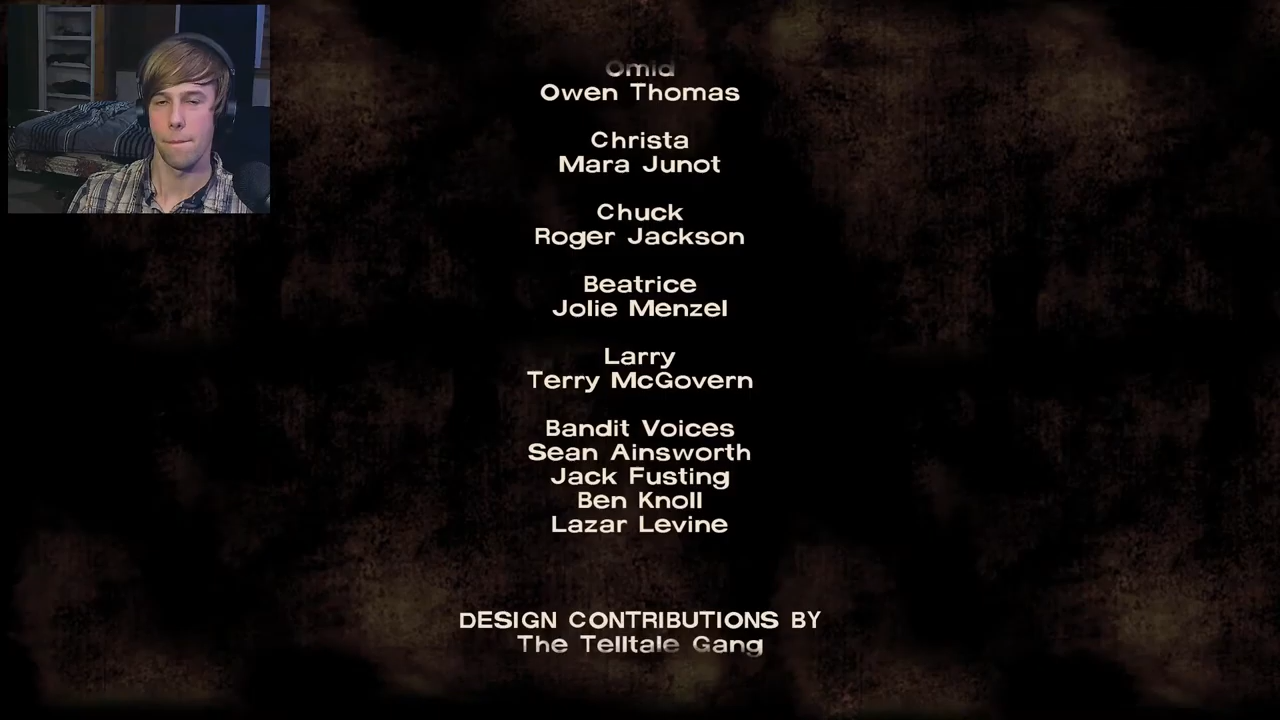 Omid
Owen Thomas
Christa
Mara Junot
Chuck
Roger Jackson
Beatrice
Jolie Menzel
Larry
Terry McGovern
Bandit Voices
Sean Ainsworth
Jack Fusting
Ben Knoll
Lazar Levine
DESIGN CONTRIBUTIONS BY
The Telltale Gang